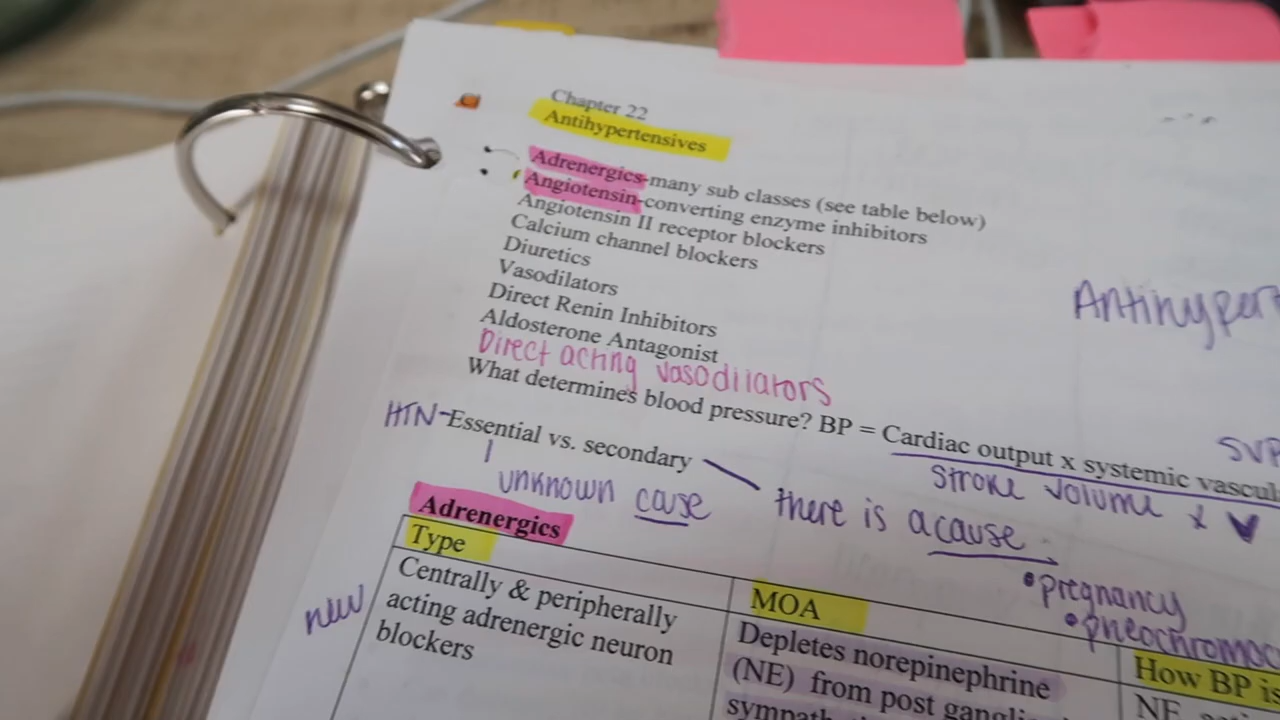 Chapter 22
Antihypertensives
Adrenergics-many sub classes (see table below)
Angiotensin-converting enzyme inhibitors
Angiotensin II receptor blockers
Calcium channel blockers
Diuretics
Vasodilators
Direct Renin Inhibitors
Aldosterone Antagonist
Direct acting vasodilators
What determines blood pressure? BP = Cardiac output x systemic
stroke volume x
HTN-Essential vs. secondary
unknown cause
there is a cause
• pregnancy
Adrenergics
Type
MOA
How BP is
new
Centrally & peripherally
acting adrenergic neuron
blockers
Depletes norepinephrine
(NE) from post